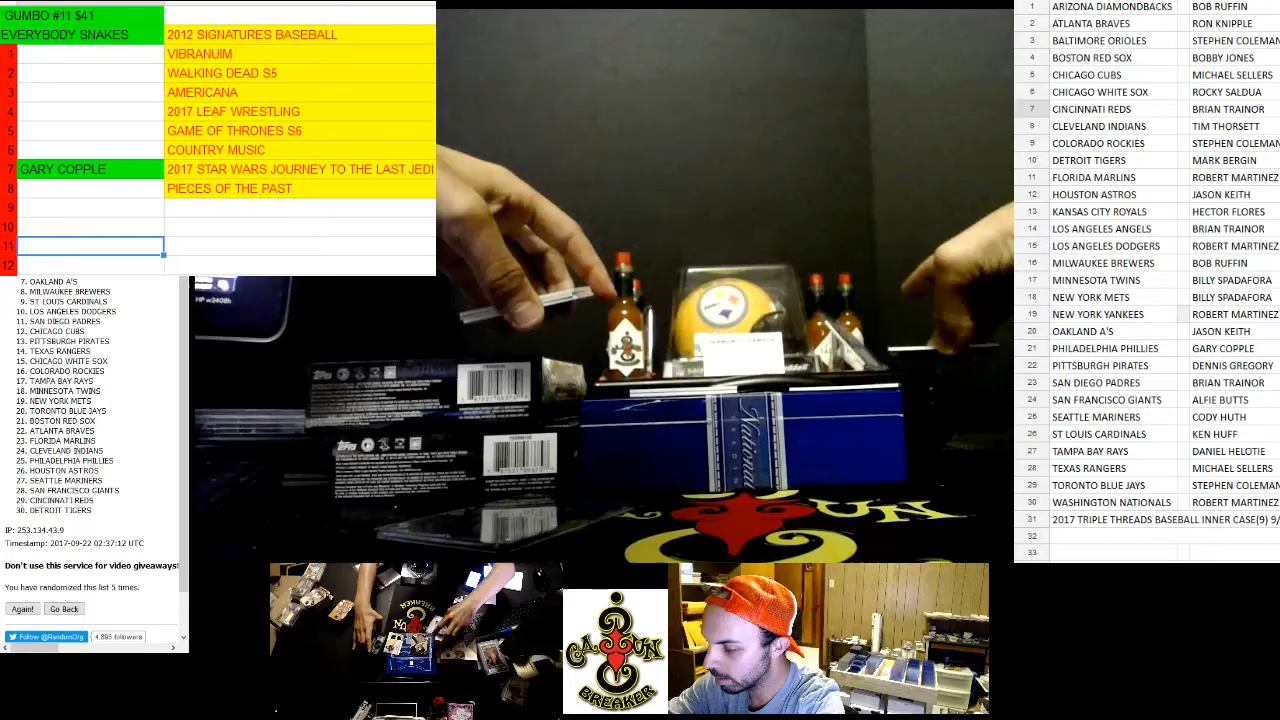 GUMBO #11 $41
EVERYBODY SNAKES
2012 SIGNATURES BASEBALL
1 VIBRANUIM
2 WALKING DEAD S5
3 AMERICANA
4 2017 LEAF WRESTLING
5 GAME OF THRONES S6
6 COUNTRY MUSIC
7 GARY COPPLE 2017 STAR WARS JOURNEY TO THE LAST JEDI
8 PIECES OF THE PAST
9
10
11
12
7. OAKLAND A'S
8. MILWAUKEE BREWERS
9. ST LOUIS CARDINALS
10. LOS ANGELES DODGERS
11. SAN DIEGO PADRES
12. CHICAGO CUBS
13. PITTSBURGH PIRATES
14. TEXAS RANGERS
15. CHICAGO WHITE SOX
16. COLORADO ROCKIES
17. TAMPA BAY RAYS
18. MINNESOTA TWINS
19. NEW YORK METS
20. TORONTO BLUE JAYS
21. BOSTON RED SOX
22. ATLANTA BRAVES
23. FLORIDA MARLINS
24. CLEVELAND INDIANS
25. PHILADELPHIA PHILLIES
26. HOUSTON ASTROS
27. SEATTLE MARINERS
28. SAN FRANCISCO GIANTS
29. CINCINNATI REDS
30. DETROIT TIGERS
IP: 253.134.43.9
Timestamp: 2017-09-22 02:37:12 UTC
Don't use this service for video giveaways!
You have randomized this list 5 times.
Again! Go Back
Follow @RandomOrg 4,893 followers
HP w2408h
Topps
Topps
CAJUN
BREAKER
1 ARIZONA DIAMONDBACKS BOB RUFFIN
2 ATLANTA BRAVES RON KNIPPLE
3 BALTIMORE ORIOLES STEPHEN COLEMAN
4 BOSTON RED SOX BOBBY JONES
5 CHICAGO CUBS MICHAEL SELLERS
6 CHICAGO WHITE SOX ROCKY SALDUA
7 CINCINNATI REDS BRIAN TRAINOR
8 CLEVELAND INDIANS TIM THORSETT
9 COLORADO ROCKIES STEPHEN COLEMAN
10 DETROIT TIGERS MARK BERGIN
11 FLORIDA MARLINS ROBERT MARTINEZ
12 HOUSTON ASTROS JASON KEITH
13 KANSAS CITY ROYALS HECTOR FLORES
14 LOS ANGELES ANGELS BRIAN TRAINOR
15 LOS ANGELES DODGERS ROBERT MARTINEZ
16 MILWAUKEE BREWERS BOB RUFFIN
17 MINNESOTA TWINS BILLY SPADAFORA
18 NEW YORK METS BILLY SPADAFORA
19 NEW YORK YANKEES ROBERT MARTINEZ
20 OAKLAND A'S JASON KEITH
21 PHILADELPHIA PHILLIES GARY COPPLE
22 PITTSBURGH PIRATES DENNIS GREGORY
23 SAN DIEGO PADRES BRIAN TRAINOR
24 SAN FRANCISCO GIANTS ALFIE BUTTS
25 SEATTLE MARINERS KODY HUTH
26 ST LOUIS CARDINALS KEN HUFF
27 TAMPA BAY RAYS DANIEL PELOTE
28 TEXAS RANGERS MICHAEL SELLERS
29 TORONTO BLUE JAYS STEPHEN COLEMAN
30 WASHINGTON NATIONALS ROBERT MARTINEZ
31 2017 TRIPLE THREADS BASEBALL INNER CASE(9) 9/
32
33